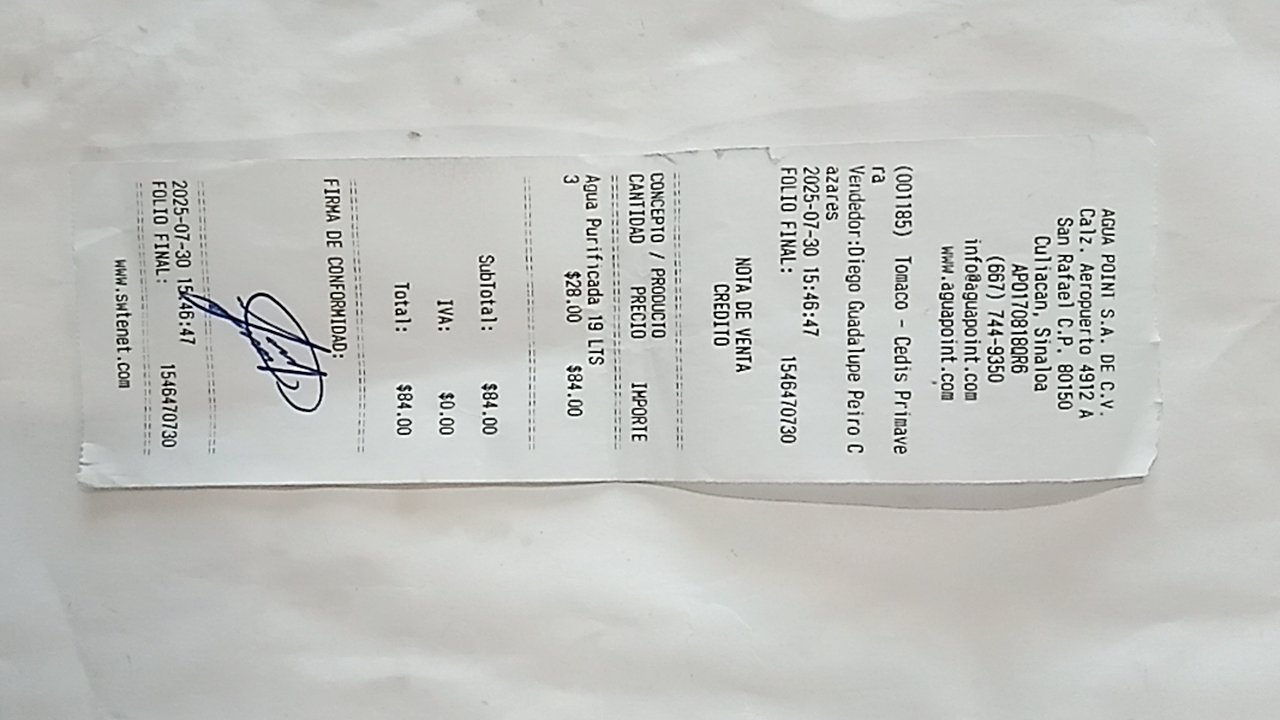 AGUA POINT S.A. DE C.V.
Calz. Aeropuerto 4912 A
San Rafael C.P. 80150
Culiacan, Sinaloa
APO170818QR6
(667) 744-9350
info@aguapoint.com
www.aguapoint.com
(001185) Tomaco - Cedis Primave
ra
Vendedor:Diego Guadalupe Peiro C
azares
2025-07-30 15:46:47
FOLIO FINAL: 1546470730
NOTA DE VENTA
CREDITO
CONCEPTO / PRODUCTO
CANTIDAD PRECIO IMPORTE
Agua Purificada 19 LTS
3 $28.00 $84.00
SubTotal: $84.00
IVA: $0.00
Total: $84.00
FIRMA DE CONFORMIDAD:
2025-07-30 15:46:47
FOLIO FINAL: 1546470730
www.swtenet.com